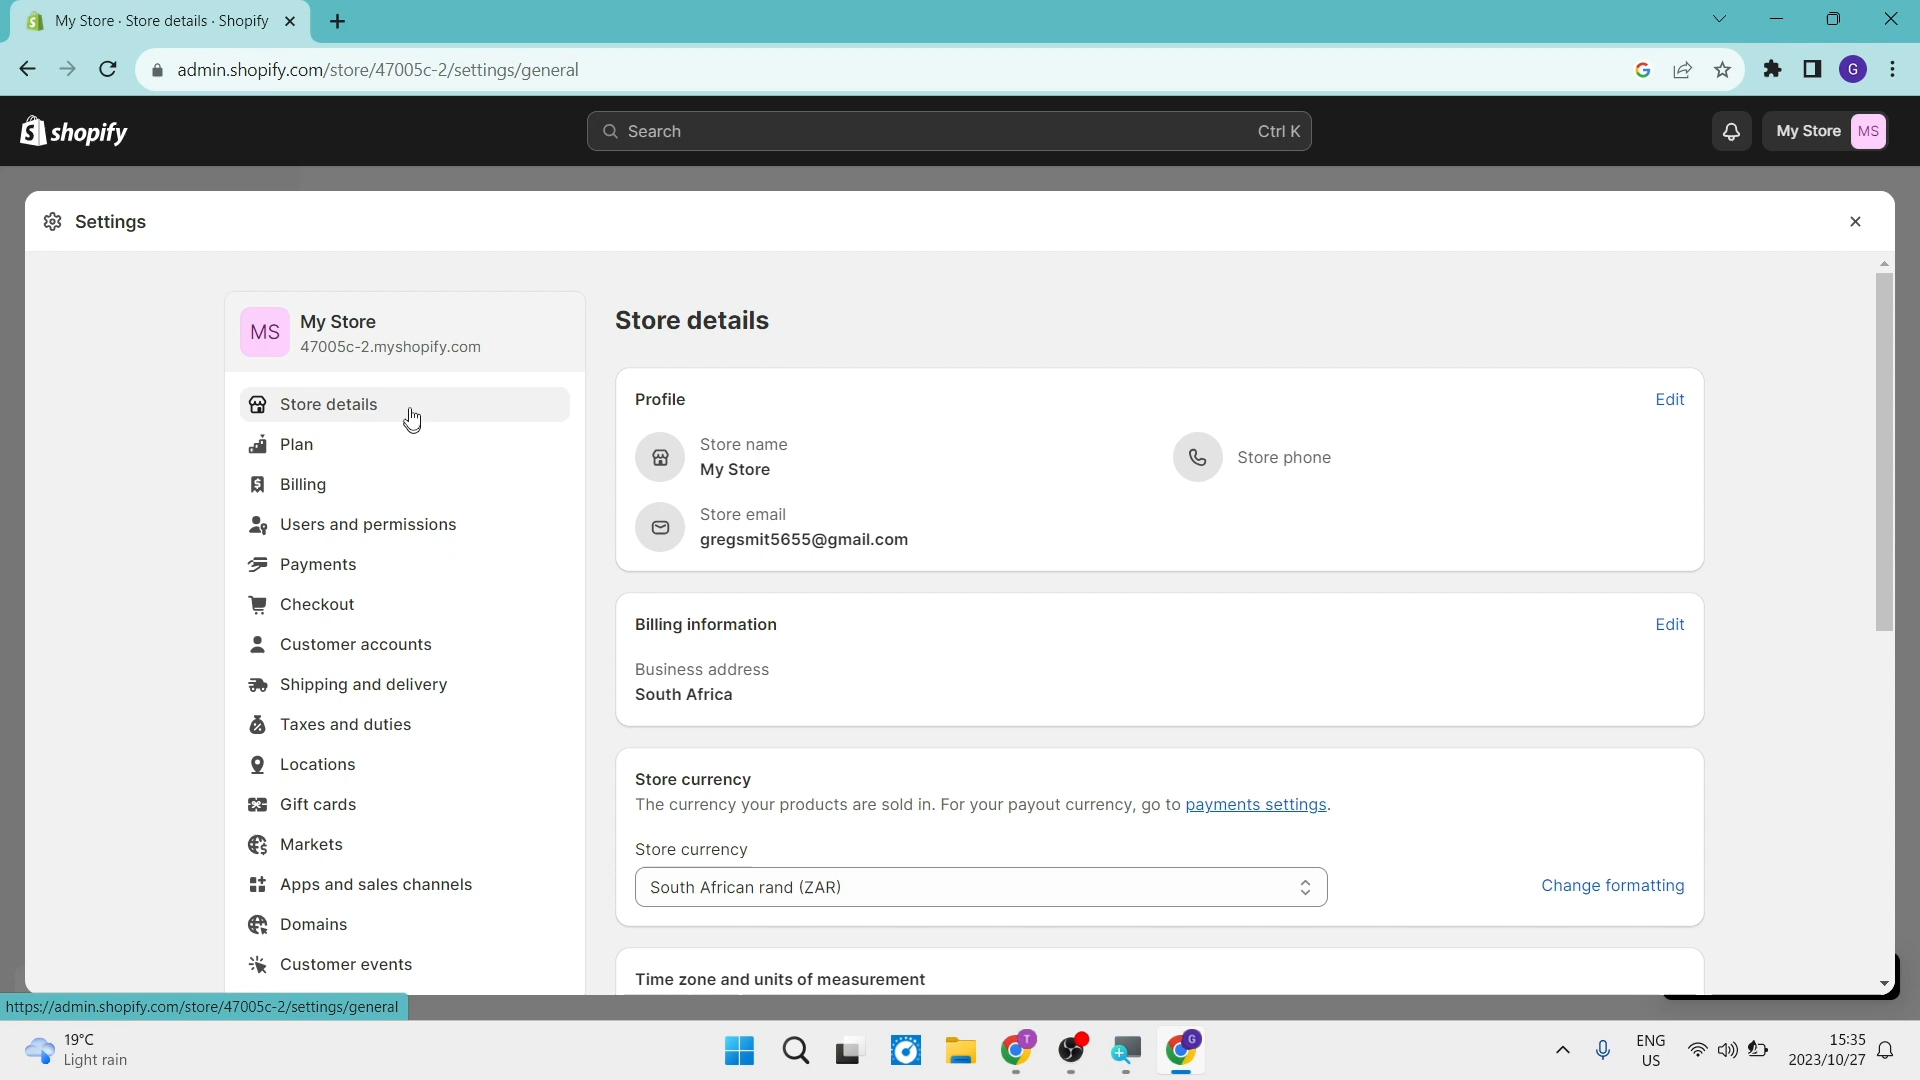 My Store · Store details · Shopify
admin.shopify.com/store/47005c-2/settings/general
G
shopify
Search
Ctrl K
My Store
MS
Settings
MS
My Store
47005c-2.myshopify.com
Store details
Plan
Billing
Users and permissions
Payments
Checkout
Customer accounts
Shipping and delivery
Taxes and duties
Locations
Gift cards
Markets
Apps and sales channels
Domains
Customer events
Store details
Profile
Edit
Store name
My Store
Store phone
Store email
gregsmit5655@gmail.com
Billing information
Edit
Business address
South Africa
Store currency
The currency your products are sold in. For your payout currency, go to payments settings.
Store currency
South African rand (ZAR)
Change formatting
Time zone and units of measurement
https://admin.shopify.com/store/47005c-2/settings/general
19°C
Light rain
T
G
ENG
US
15:35
2023/10/27